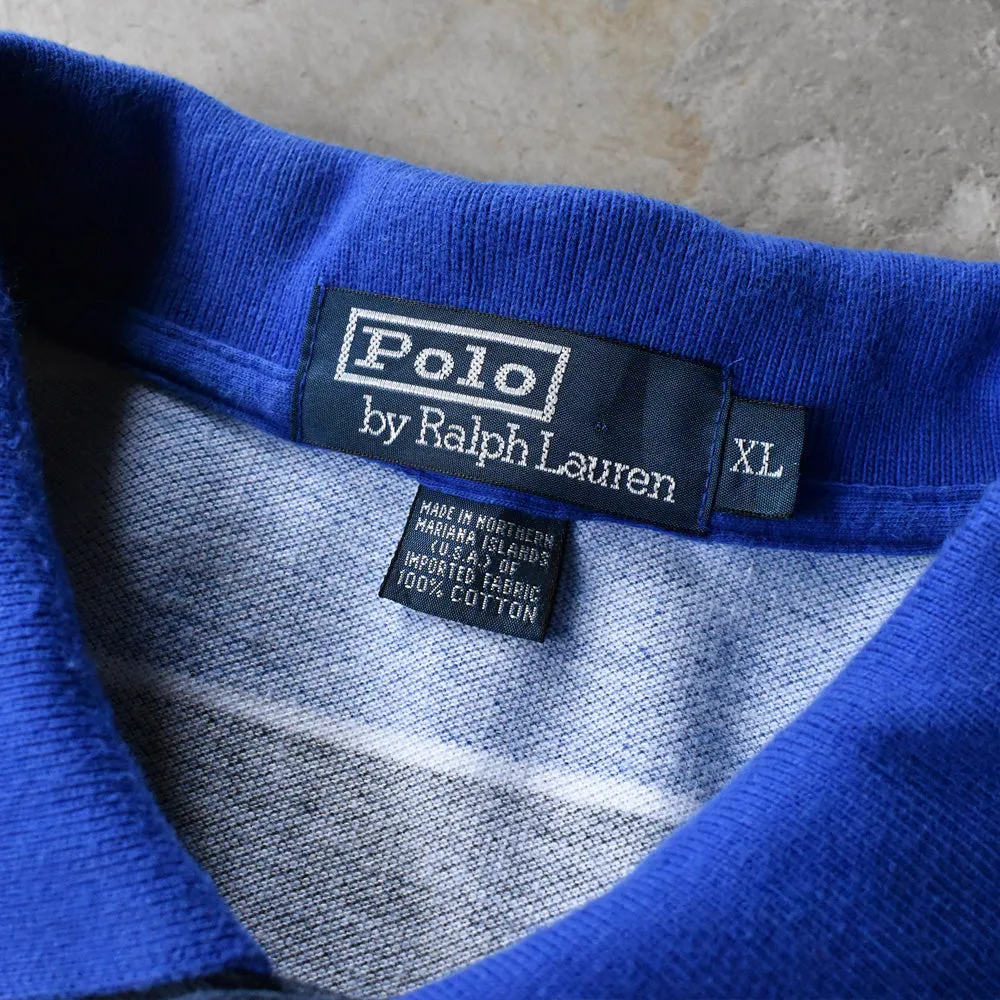 Polo
by Ralph Lauren
XL
MADE IN NORTHERN
MARIANA ISLANDS
(U.S.A.) OF
IMPORTED FABRIC
100% COTTON